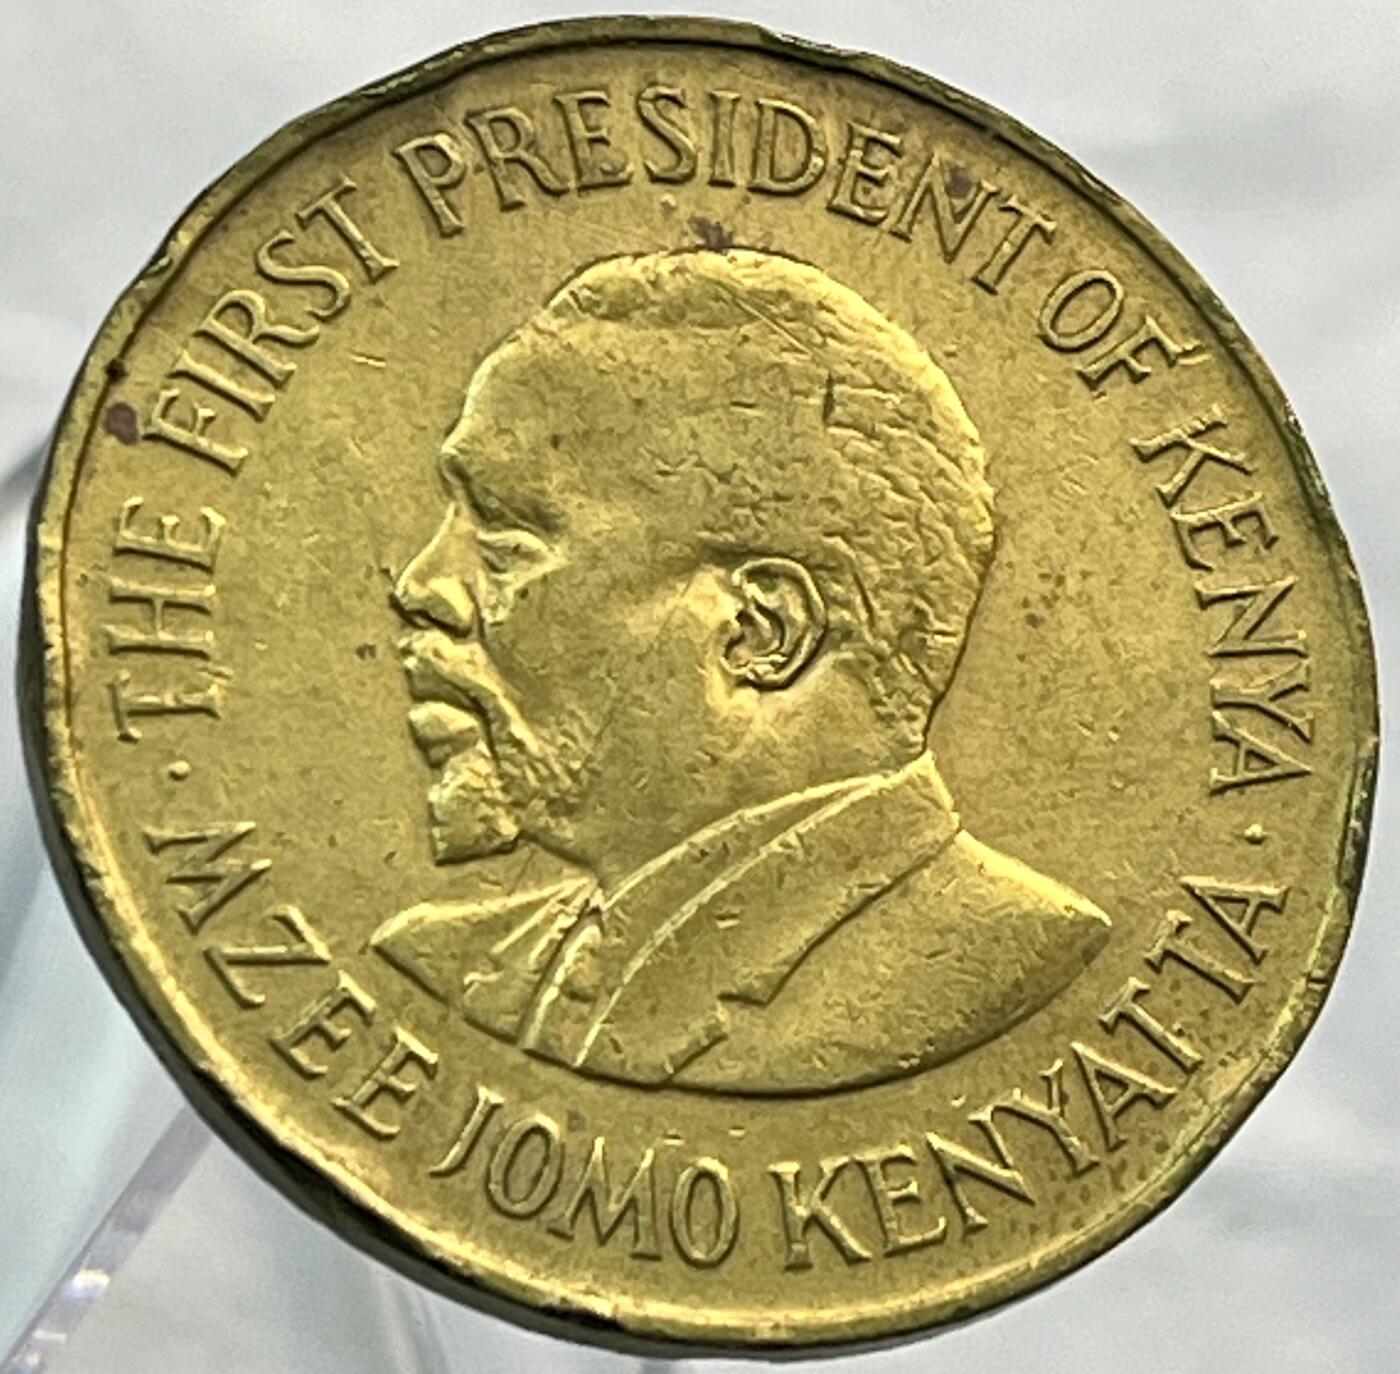 · THE FIRST PRESIDENT OF KENYA ·
MZEE JOMO KENYATTA